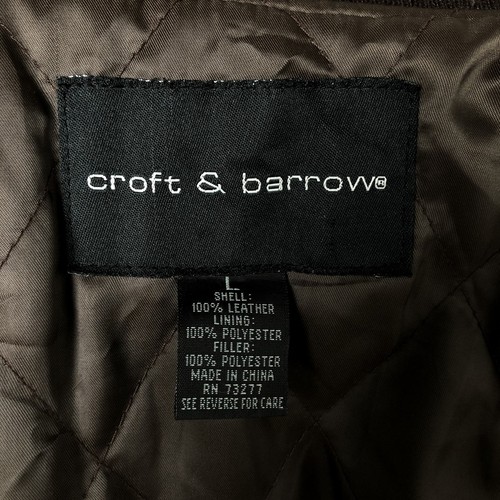 croft & barrow®
L
SHELL:
100% LEATHER
LINING:
100% POLYESTER
FILLER:
100% POLYESTER
MADE IN CHINA
RN 73277
SEE REVERSE FOR CARE